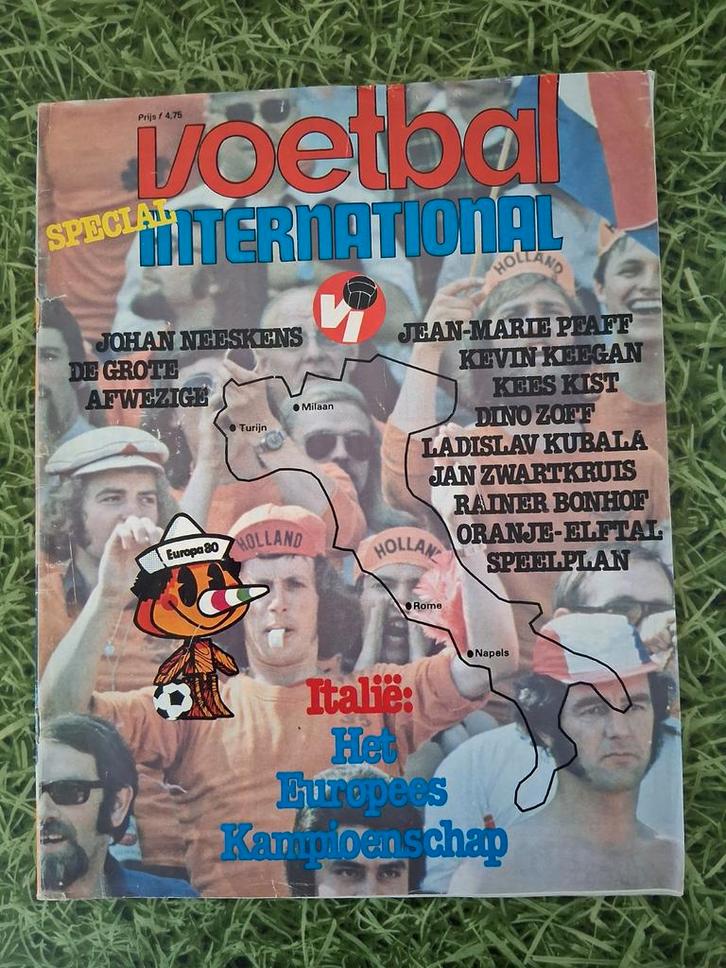 Prijs f 4,75
voetbal
SPECIAL
INTERNATIONAL
HOLLAND
VI
JOHAN NEESKENS
DE GROTE
AFWEZIGE
JEAN-MARIE PFAFF
KEVIN KEEGAN
KEES KIST
DINO ZOFF
LADISLAV KUBALA
JAN ZWARTKRUIS
RAINER BONHOF
ORANJE-ELFTAL
SPEELPLAN
Milaan
Turijn
Europa 80
HOLLAND
HOLLAND
Rome
Napels
Italië:
Het
Europees
Kampioenschap